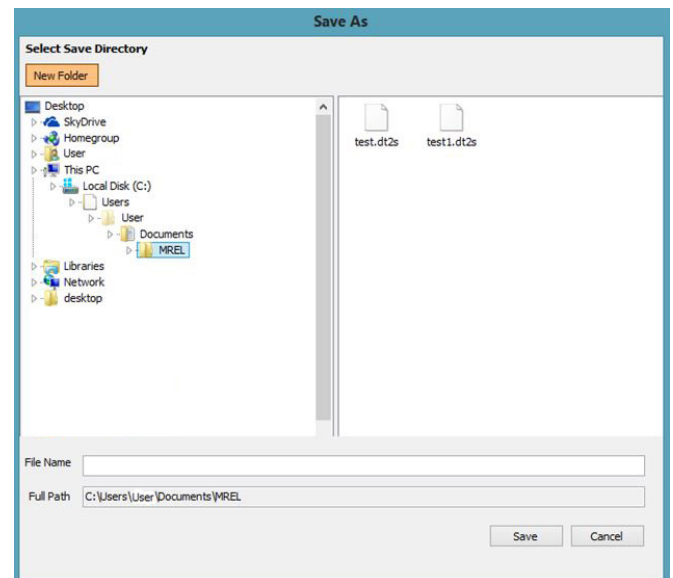 Save As
Select Save Directory
New Folder
Desktop
SkyDrive
Homegroup
User
This PC
Local Disk (C:)
Users
User
Documents
MREL
Libraries
Network
desktop
test.dt2s test1.dt2s
File Name
Full Path C:\Users\User\Documents\MREL
Save Cancel